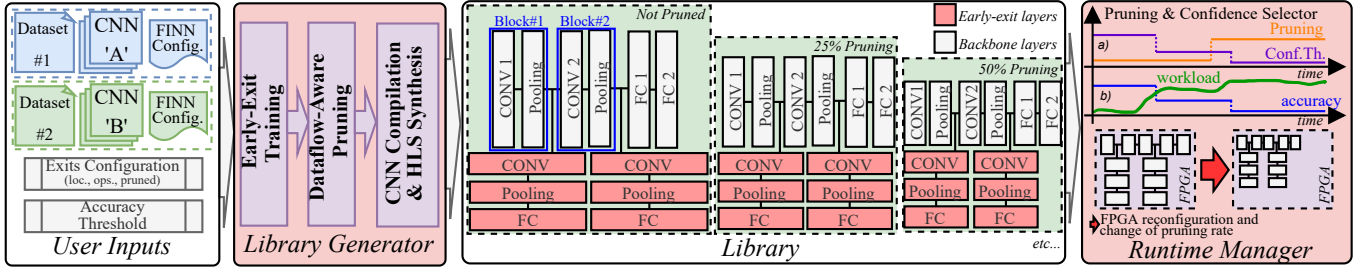 Dataset
#1
CNN
'A'
FINN
Config.
Dataset
#2
CNN
'B'
FINN
Config.
Exits Configuration
(loc., ops., pruned)
Accuracy
Threshold
User Inputs
Early-Exit
Training
Dataflow-Aware
Pruning
CNN Compilation
& HLS Synthesis
Library Generator
Not Pruned
Block#1
Block#2
CONV 1
Pooling
CONV 2
Pooling
FC 1
FC 2
CONV
CONV
Pooling
Pooling
FC
FC
Early-exit layers
Backbone layers
25% Pruning
CONV 1
Pooling
CONV 2
Pooling
FC 1
FC 2
CONV
CONV
Pooling
Pooling
FC
FC
50% Pruning
CONV1
Pooling
CONV2
Pooling
FC 1
FC 2
CONV
CONV
Pooling
Pooling
FC
FC
etc...
Library
Pruning & Confidence Selector
a)
Pruning
Conf.Th.
time
workload
b)
accuracy
time
FPGA
FPGA
FPGA reconfiguration and
change of pruning rate
Runtime Manager